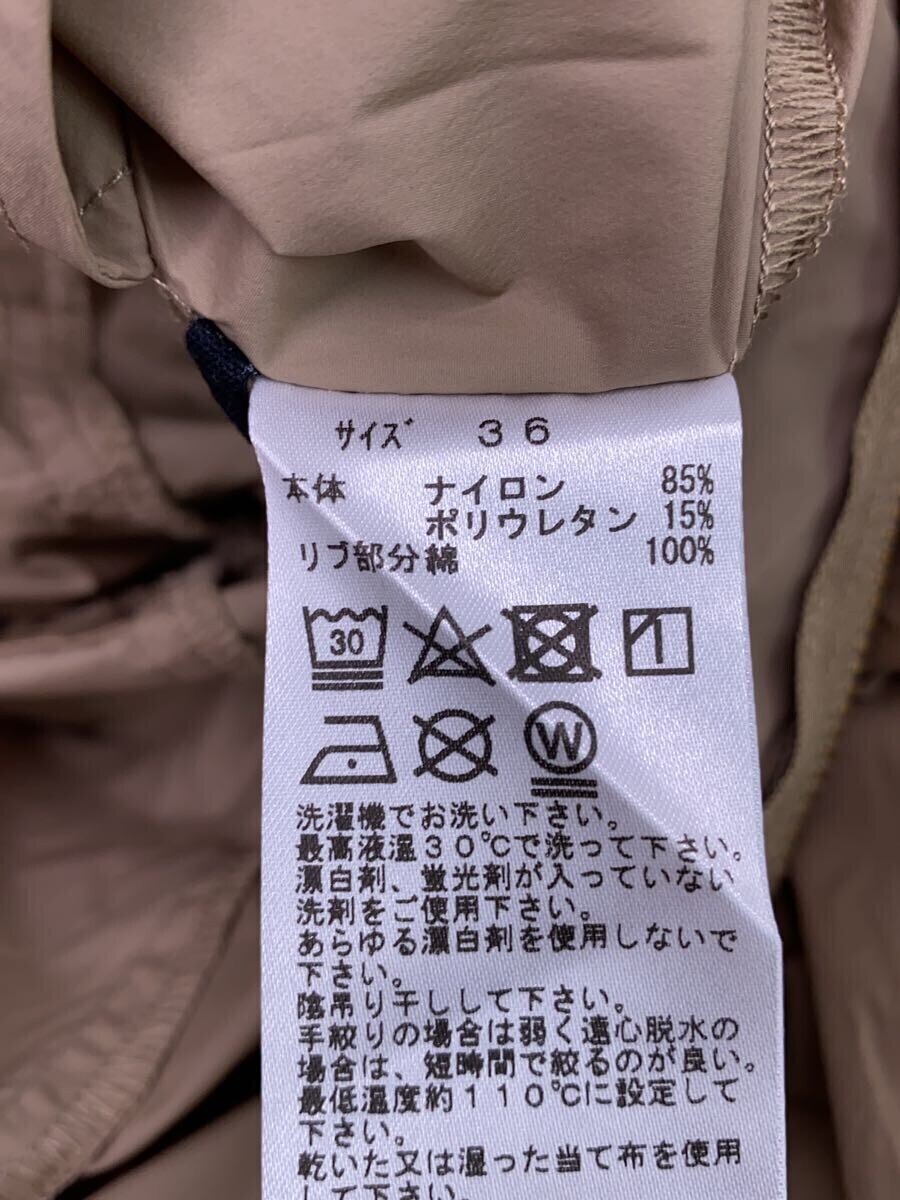 サイズ 36
本体 ナイロン 85%
ポリウレタン 15%
リブ部分綿 100%
30
W
洗濯機でお洗い下さい。
最高液温30℃で洗って下さい。
漂白剤、蛍光剤が入っていない
洗剤をご使用下さい。
あらゆる漂白剤を使用しないで
下さい。
陰吊り干しして下さい。
手絞りの場合は弱く遠心脱水の
場合は、短時間で絞るのが良い。
最低温度約110℃に設定して
下さい。
乾いた又は湿った当て布を使用
して下さい。